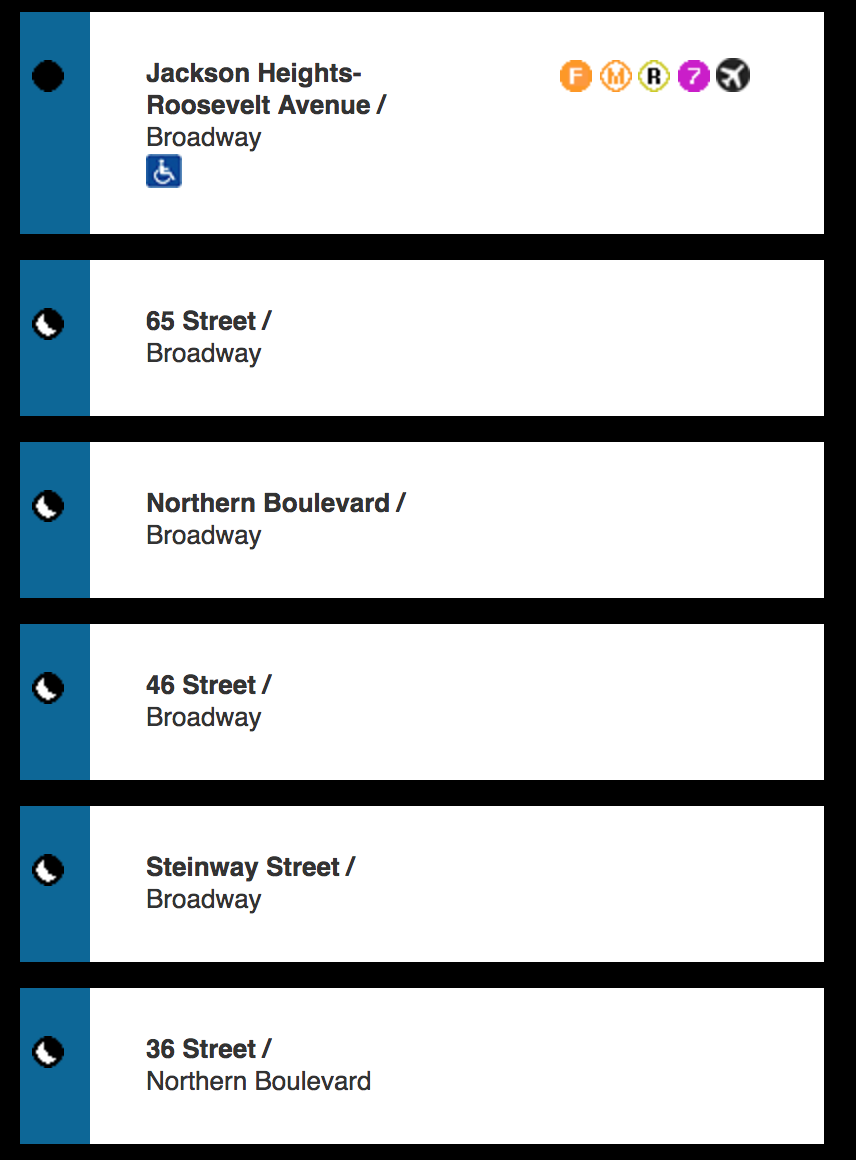 Jackson Heights- F M R 7
Roosevelt Avenue /
Broadway
65 Street /
Broadway
Northern Boulevard /
Broadway
46 Street /
Broadway
Steinway Street /
Broadway
36 Street /
Northern Boulevard